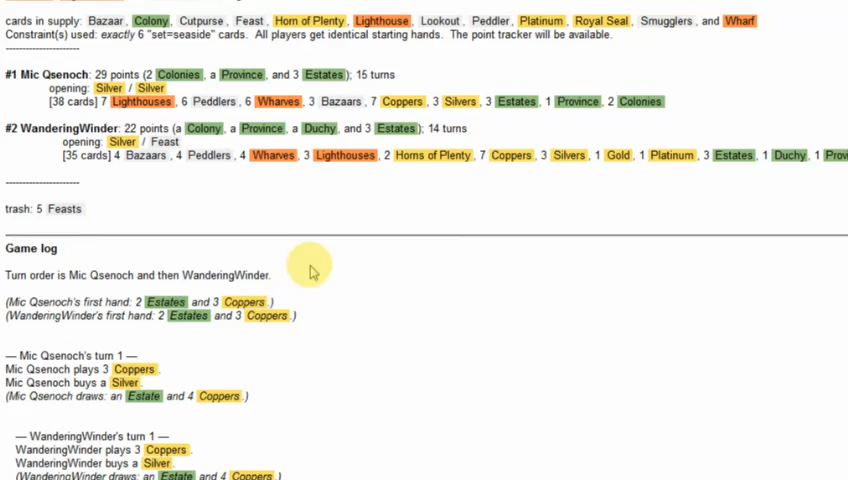 cards in supply: Bazaar, Colony, Cutpurse, Feast, Horn of Plenty, Lighthouse, Lookout, Peddler, Platinum, Royal Seal, Smugglers, and Wharf
Constraint(s) used: exactly 6 "set=seaside" cards. All players get identical starting hands. The point tracker will be available.
----------------------
#1 Mic Qsenoch: 29 points (2 Colonies, a Province, and 3 Estates); 15 turns
opening: Silver / Silver
[38 cards] 7 Lighthouses, 6 Peddlers, 6 Wharves, 3 Bazaars, 7 Coppers, 3 Silvers, 3 Estates, 1 Province, 2 Colonies
#2 WanderingWinder: 22 points (a Colony, a Province, a Duchy, and 3 Estates); 14 turns
opening: Silver / Feast
[35 cards] 4 Bazaars, 4 Peddlers, 4 Wharves, 3 Lighthouses, 2 Horns of Plenty, 7 Coppers, 3 Silvers, 1 Gold, 1 Platinum, 3 Estates, 1 Duchy, 1 Prov
----------------------
trash: 5 Feasts
Game log
Turn order is Mic Qsenoch and then WanderingWinder.
(Mic Qsenoch's first hand: 2 Estates and 3 Coppers.)
(WanderingWinder's first hand: 2 Estates and 3 Coppers.)
— Mic Qsenoch's turn 1 —
Mic Qsenoch plays 3 Coppers.
Mic Qsenoch buys a Silver.
(Mic Qsenoch draws: an Estate and 4 Coppers.)
— WanderingWinder's turn 1 —
WanderingWinder plays 3 Coppers.
WanderingWinder buys a Silver.
(WanderingWinder draws: an Estate and 4 Coppers.)